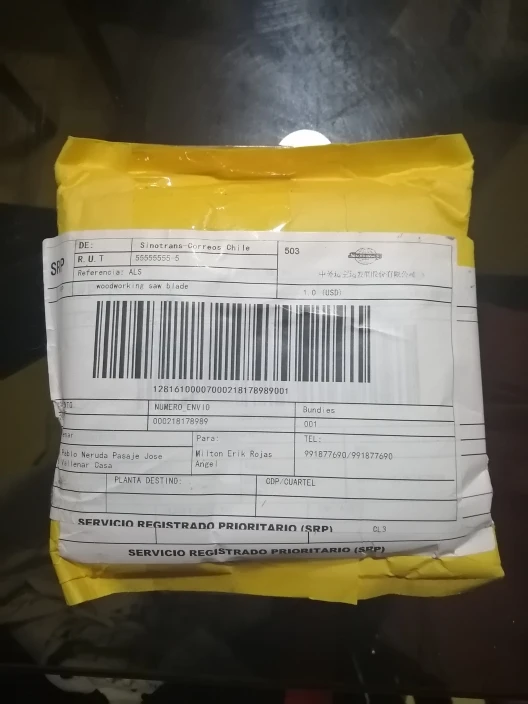 SRP
DE: Sinotrans-Correos Chile
R.U.T 55555555-5
503
Referencia: ALS
woodworking saw blade
1.0 (USD)
12816100007000218178989001
NUMERO_ENVIO
Bundles
000218178989
001
Para:
TEL:
Pablo Neruda Pasaje Jose
Vallenar Casa
Milton Erik Rojas
Angel
991877690/991877690
PLANTA DESTINO:
CDP/CUARTEL
/
SERVICIO REGISTRADO PRIORITARIO (SRP)
CL3
SERVICIO REGISTRADO PRIORITARIO (SRP)